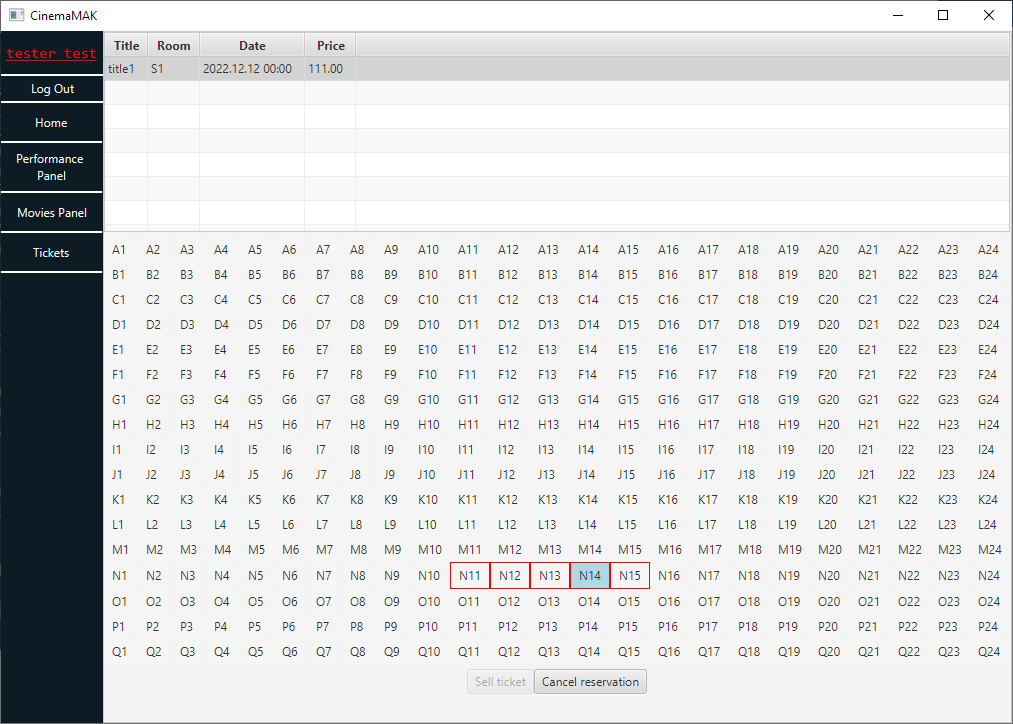 CinemaMAK
tester test
Log Out
Home
Performance
Panel
Movies Panel
Tickets
Title Room Date Price
title1 S1 2022.12.12 00:00 111.00
A1 A2 A3 A4 A5 A6 A7 A8 A9 A10 A11 A12 A13 A14 A15 A16 A17 A18 A19 A20 A21 A22 A23 A24
B1 B2 B3 B4 B5 B6 B7 B8 B9 B10 B11 B12 B13 B14 B15 B16 B17 B18 B19 B20 B21 B22 B23 B24
C1 C2 C3 C4 C5 C6 C7 C8 C9 C10 C11 C12 C13 C14 C15 C16 C17 C18 C19 C20 C21 C22 C23 C24
D1 D2 D3 D4 D5 D6 D7 D8 D9 D10 D11 D12 D13 D14 D15 D16 D17 D18 D19 D20 D21 D22 D23 D24
E1 E2 E3 E4 E5 E6 E7 E8 E9 E10 E11 E12 E13 E14 E15 E16 E17 E18 E19 E20 E21 E22 E23 E24
F1 F2 F3 F4 F5 F6 F7 F8 F9 F10 F11 F12 F13 F14 F15 F16 F17 F18 F19 F20 F21 F22 F23 F24
G1 G2 G3 G4 G5 G6 G7 G8 G9 G10 G11 G12 G13 G14 G15 G16 G17 G18 G19 G20 G21 G22 G23 G24
H1 H2 H3 H4 H5 H6 H7 H8 H9 H10 H11 H12 H13 H14 H15 H16 H17 H18 H19 H20 H21 H22 H23 H24
I1 I2 I3 I4 I5 I6 I7 I8 I9 I10 I11 I12 I13 I14 I15 I16 I17 I18 I19 I20 I21 I22 I23 I24
J1 J2 J3 J4 J5 J6 J7 J8 J9 J10 J11 J12 J13 J14 J15 J16 J17 J18 J19 J20 J21 J22 J23 J24
K1 K2 K3 K4 K5 K6 K7 K8 K9 K10 K11 K12 K13 K14 K15 K16 K17 K18 K19 K20 K21 K22 K23 K24
L1 L2 L3 L4 L5 L6 L7 L8 L9 L10 L11 L12 L13 L14 L15 L16 L17 L18 L19 L20 L21 L22 L23 L24
M1 M2 M3 M4 M5 M6 M7 M8 M9 M10 M11 M12 M13 M14 M15 M16 M17 M18 M19 M20 M21 M22 M23 M24
N1 N2 N3 N4 N5 N6 N7 N8 N9 N10 N11 N12 N13 N14 N15 N16 N17 N18 N19 N20 N21 N22 N23 N24
O1 O2 O3 O4 O5 O6 O7 O8 O9 O10 O11 O12 O13 O14 O15 O16 O17 O18 O19 O20 O21 O22 O23 O24
P1 P2 P3 P4 P5 P6 P7 P8 P9 P10 P11 P12 P13 P14 P15 P16 P17 P18 P19 P20 P21 P22 P23 P24
Q1 Q2 Q3 Q4 Q5 Q6 Q7 Q8 Q9 Q10 Q11 Q12 Q13 Q14 Q15 Q16 Q17 Q18 Q19 Q20 Q21 Q22 Q23 Q24
Sell ticket Cancel reservation